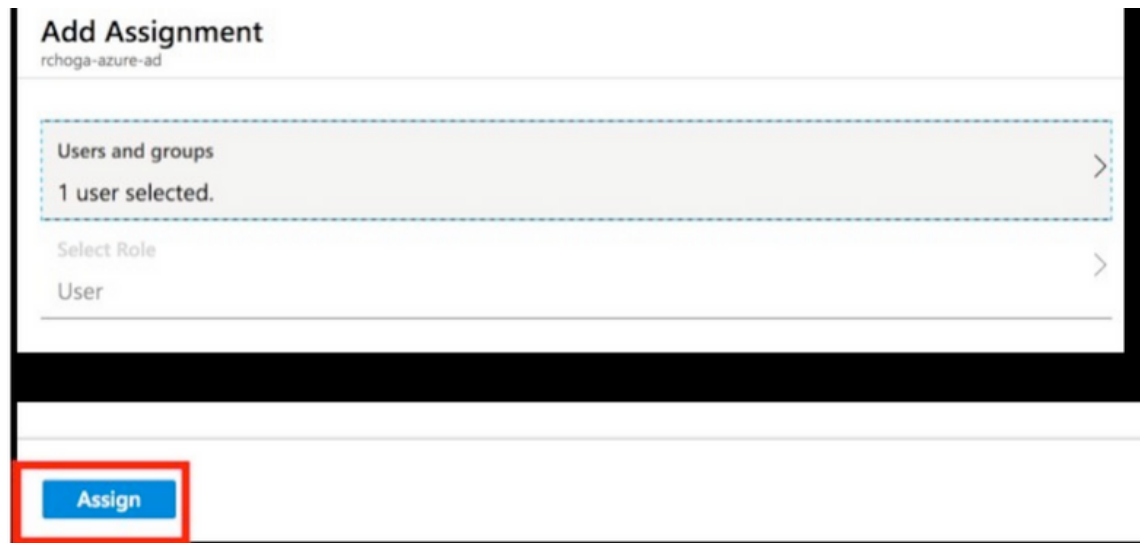 Add Assignment
rchoga-azure-ad
Users and groups
1 user selected.
Select Role
User
Assign